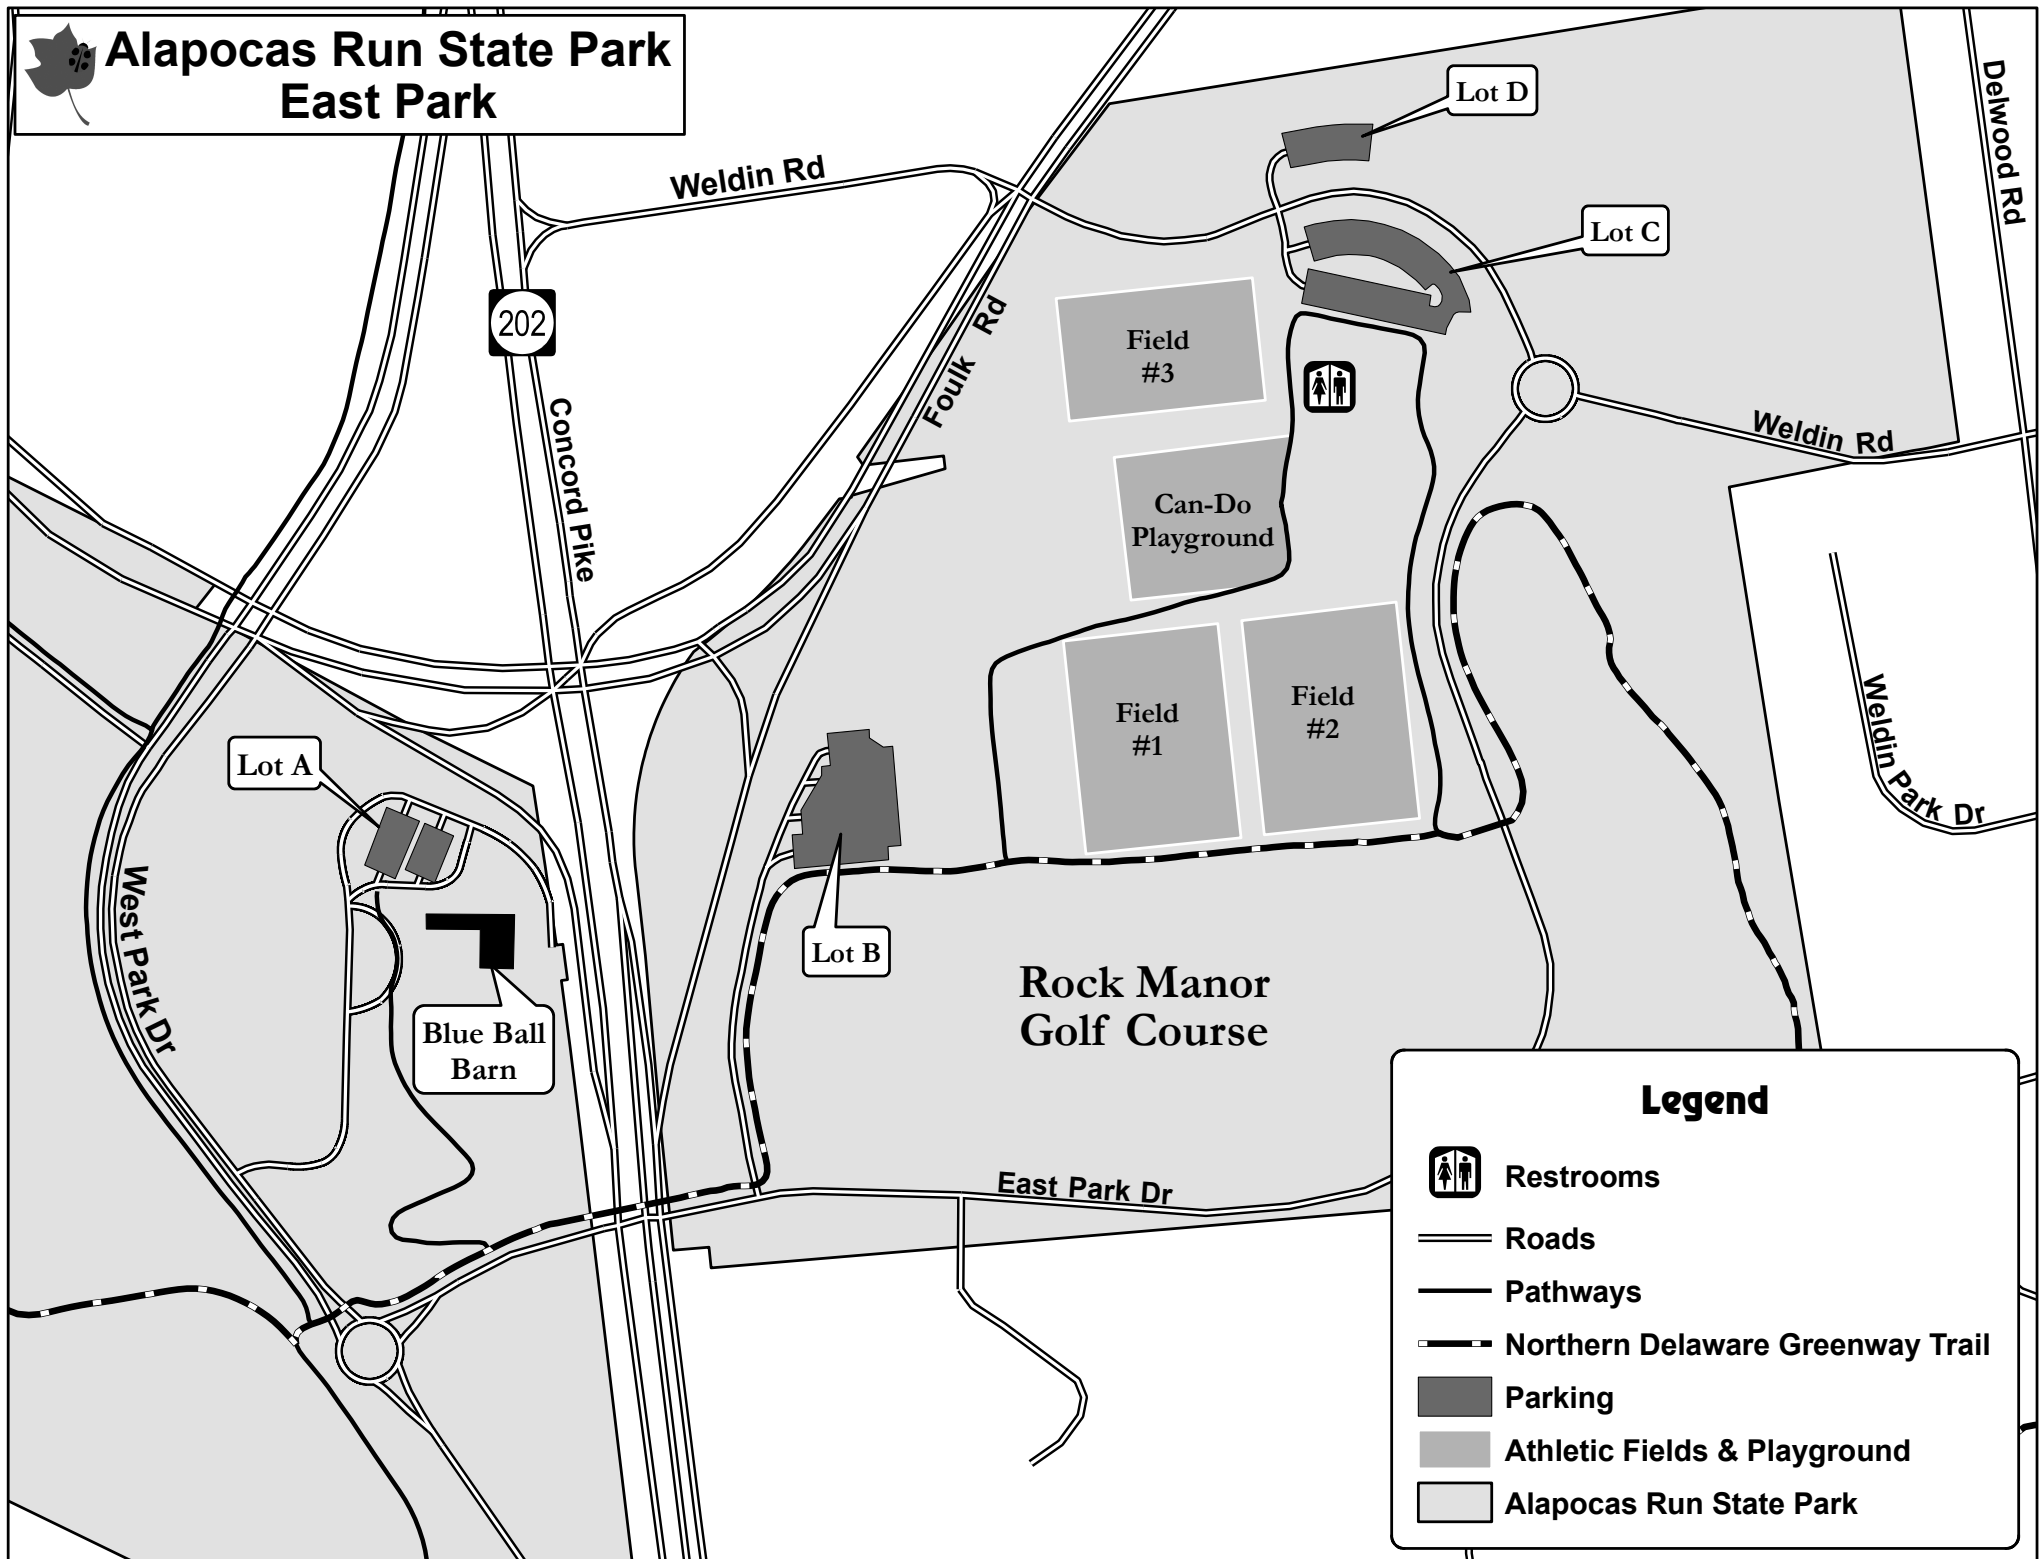 Alapocas Run State Park
East Park
Lot D
Delwood Rd
Weldin Rd
Lot C
202
Foulk Rd
Field
#3
Concord Pike
Weldin Rd
Can-Do
Playground
Field
#1
Field
#2
Weldin Park Dr
Lot A
West Park Dr
Lot B
Blue Ball
Barn
Rock Manor
Golf Course
East Park Dr
Legend
Restrooms
Roads
Pathways
Northern Delaware Greenway Trail
Parking
Athletic Fields & Playground
Alapocas Run State Park